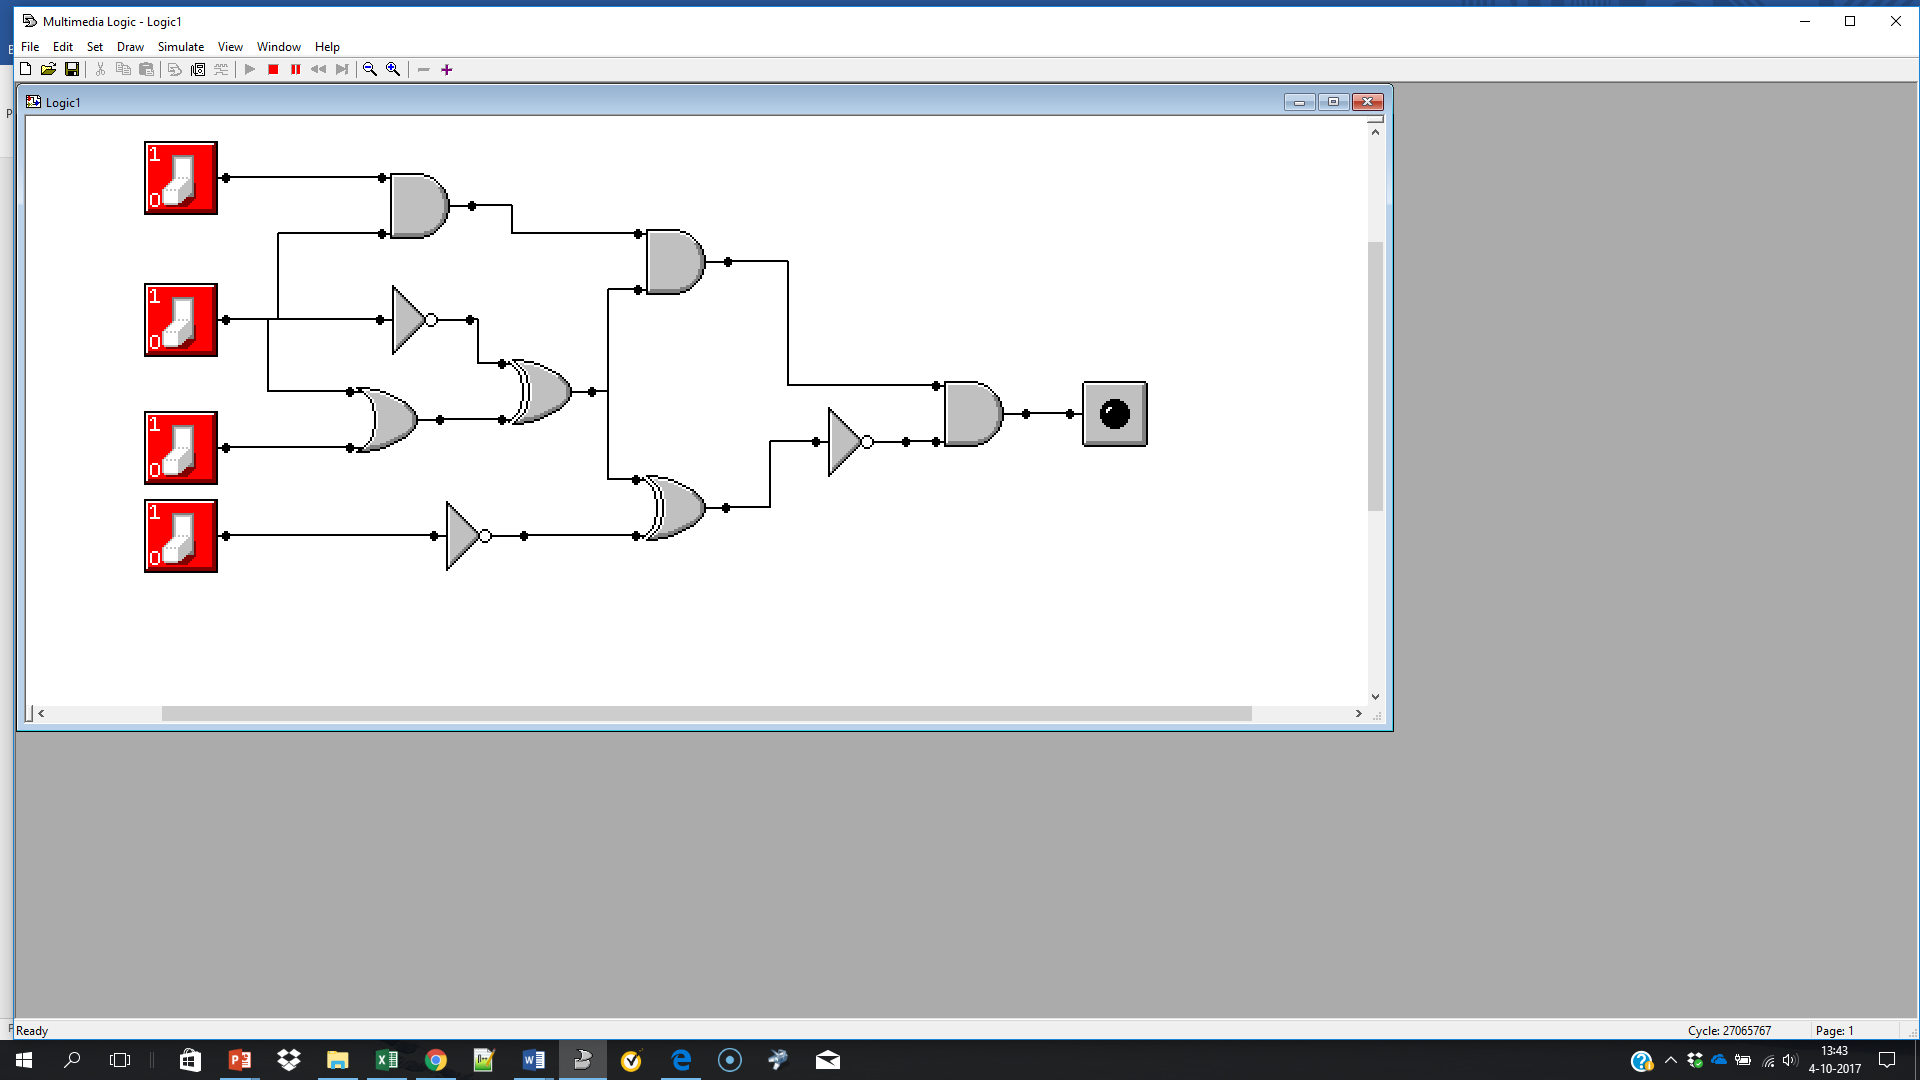 Multimedia Logic - Logic1
File Edit Set Draw Simulate View Window Help
Logic1
1
0
1
0
1
0
1
0
Ready
Cycle: 27065767
Page: 1
13:43
4-10-2017